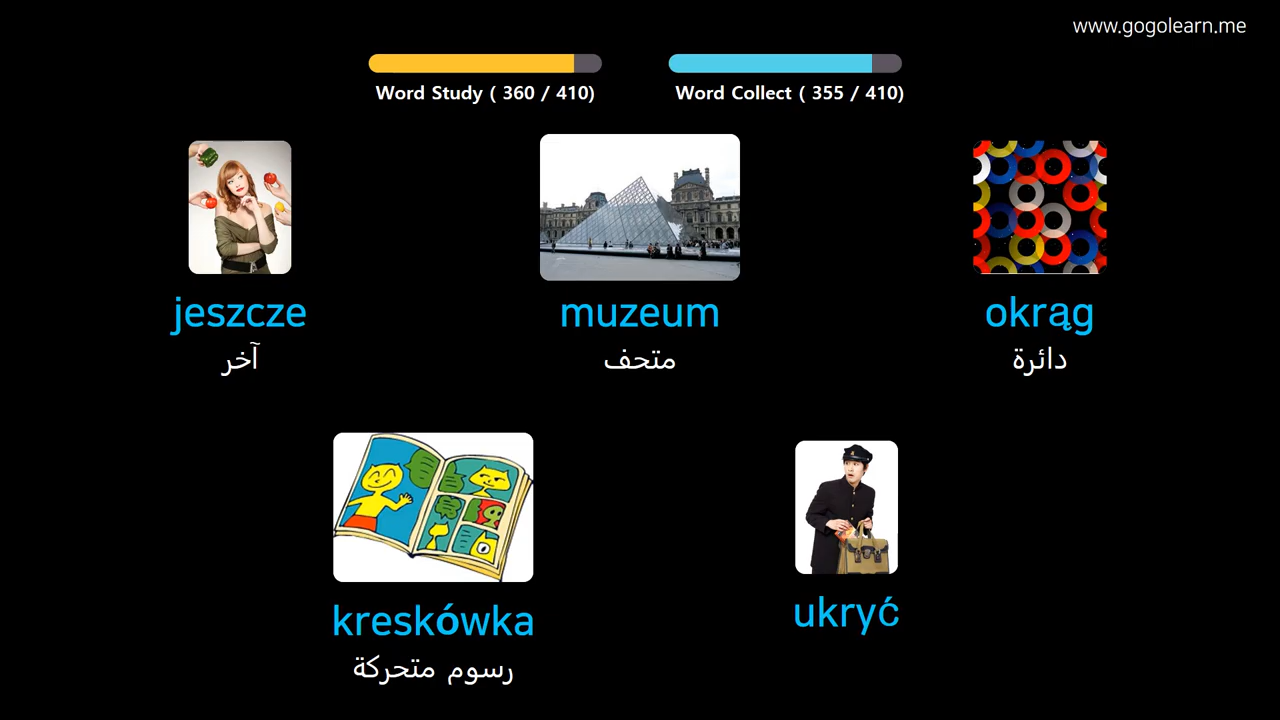 www.gogolearn.me
Word Study ( 360 / 410)
Word Collect ( 355 / 410)
jeszcze
آخر
muzeum
متحف
okrąg
دائرة
kreskówka
رسوم متحركة
ukryć